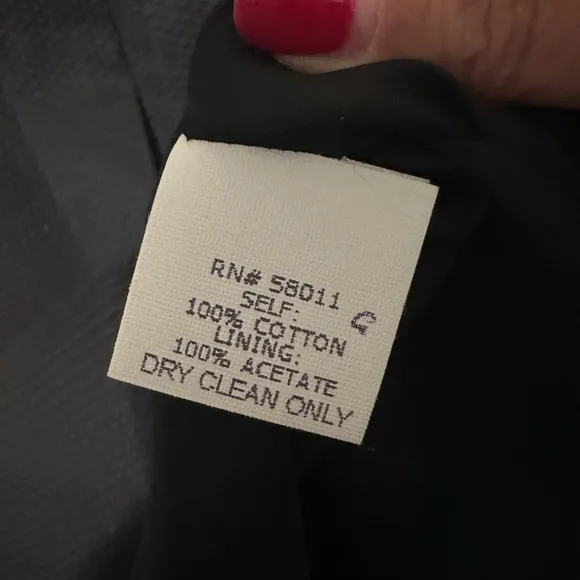 RN# 58011
SELF:
100% COTTON
LINING:
100% ACETATE
DRY CLEAN ONLY